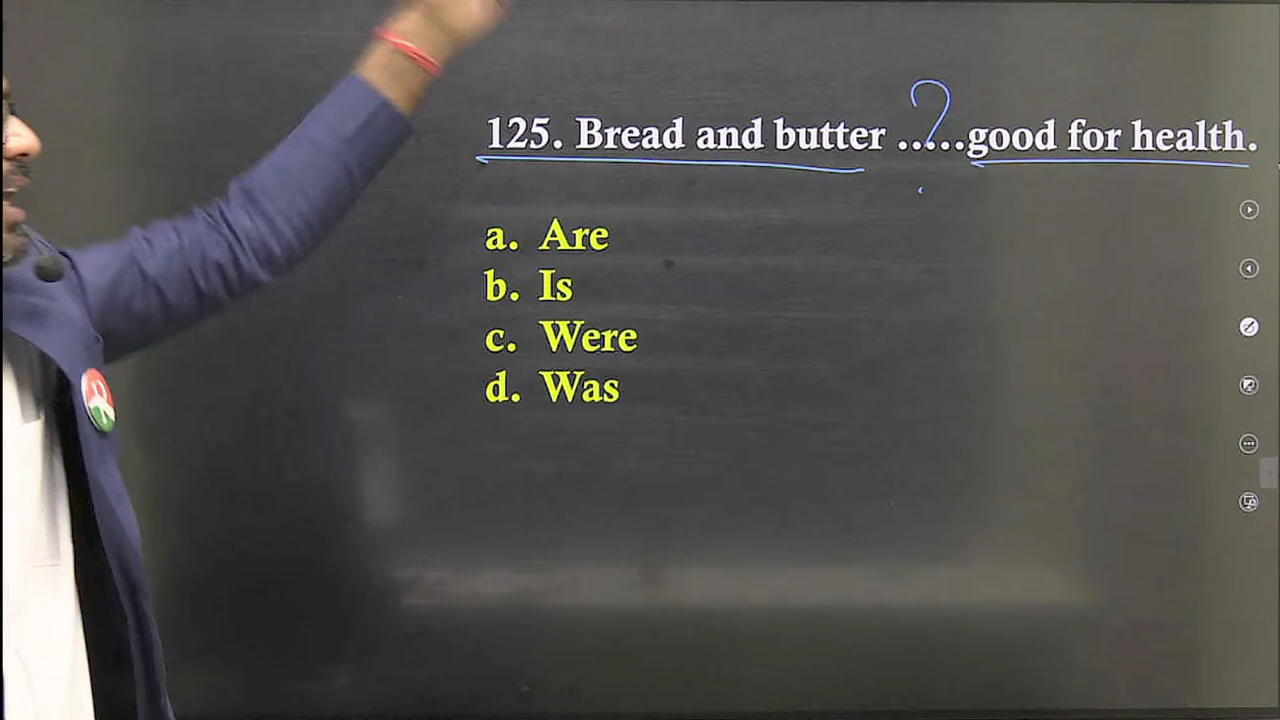 125. Bread and butter .....good for health.
?
a. Are
b. Is
c. Were
d. Was